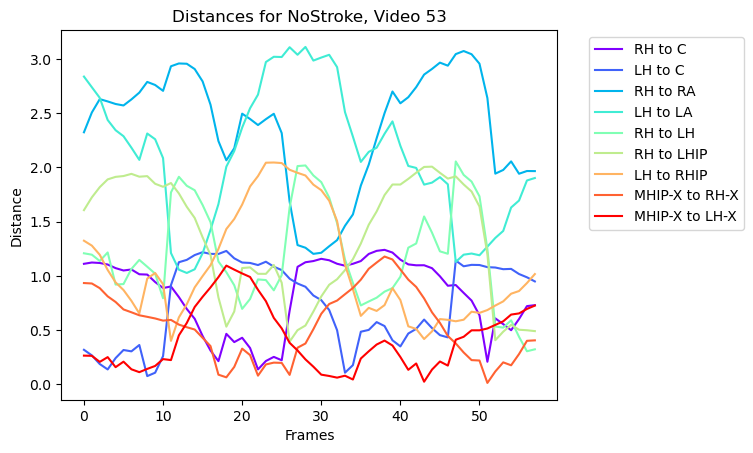 Distances for NoStroke, Video 53
Distance
3.0
2.5
2.0
1.5
1.0
0.5
0.0
0 10 20 30 40 50
Frames
RH to C
LH to C
RH to RA
LH to LA
RH to LH
RH to LHIP
LH to RHIP
MHIP-X to RH-X
MHIP-X to LH-X